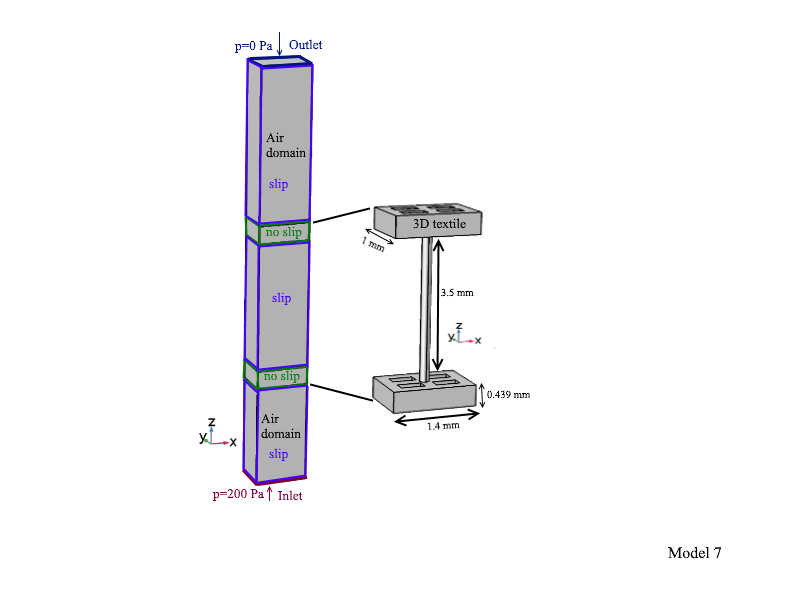 p=0 Pa
Outlet
Air
domain
slip
no slip
slip
no slip
Air
domain
slip
z
y
x
p=200 Pa
Inlet
3D textile
1 mm
3.5 mm
z
y
x
0.439 mm
1.4 mm
Model 7